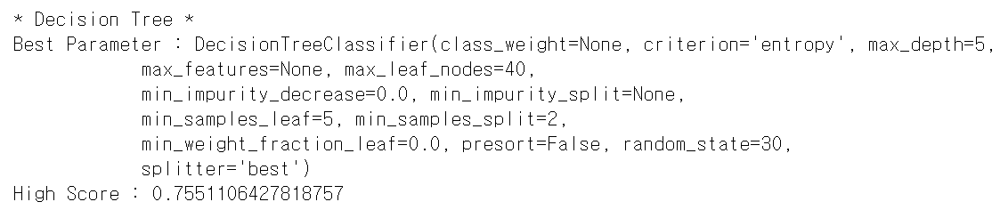 * Decision Tree *
Best Parameter : DecisionTreeClassifier(class_weight=None, criterion='entropy', max_depth=5,
            max_features=None, max_leaf_nodes=40,
            min_impurity_decrease=0.0, min_impurity_split=None,
            min_samples_leaf=5, min_samples_split=2,
            min_weight_fraction_leaf=0.0, presort=False, random_state=30,
            splitter='best')
High Score : 0.7551106427818757